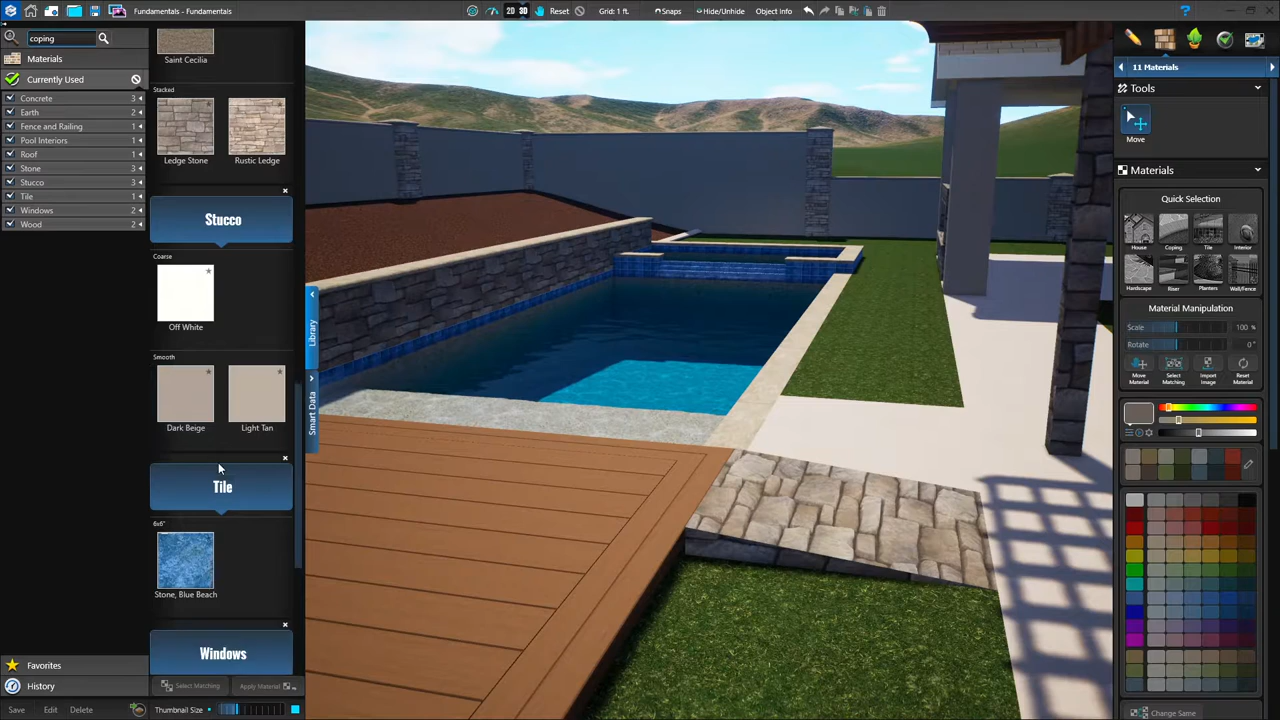 Fundamentals - Fundamentals
2D 3D
Reset
Grid: 1 ft.
Snaps
Hide/Unhide
Object Info
?
coping
Materials
Currently Used
Concrete 3
Earth 2
Fence and Railing 1
Pool Interiors 1
Roof 1
Stone 3
Stucco 3
Tile 1
Windows 2
Wood 2
Favorites
History
Save Edit Delete
Saint Cecilia
Stacked
Ledge Stone Rustic Ledge
Stucco
Coarse
Off White
Smooth
Dark Beige Light Tan
Tile
6x6"
Stone, Blue Beach
Windows
Select Matching Apply Material
Thumbnail Size
Library
Smart Data
11 Materials
Tools
Move
Materials
Quick Selection
House Coping Tile Interior
Hardscape Riser Planters Wall/Fence
Material Manipulation
Scale 100 %
Rotate 0°
Move Material
Select Matching
Import Image
Reset Material
Change Same